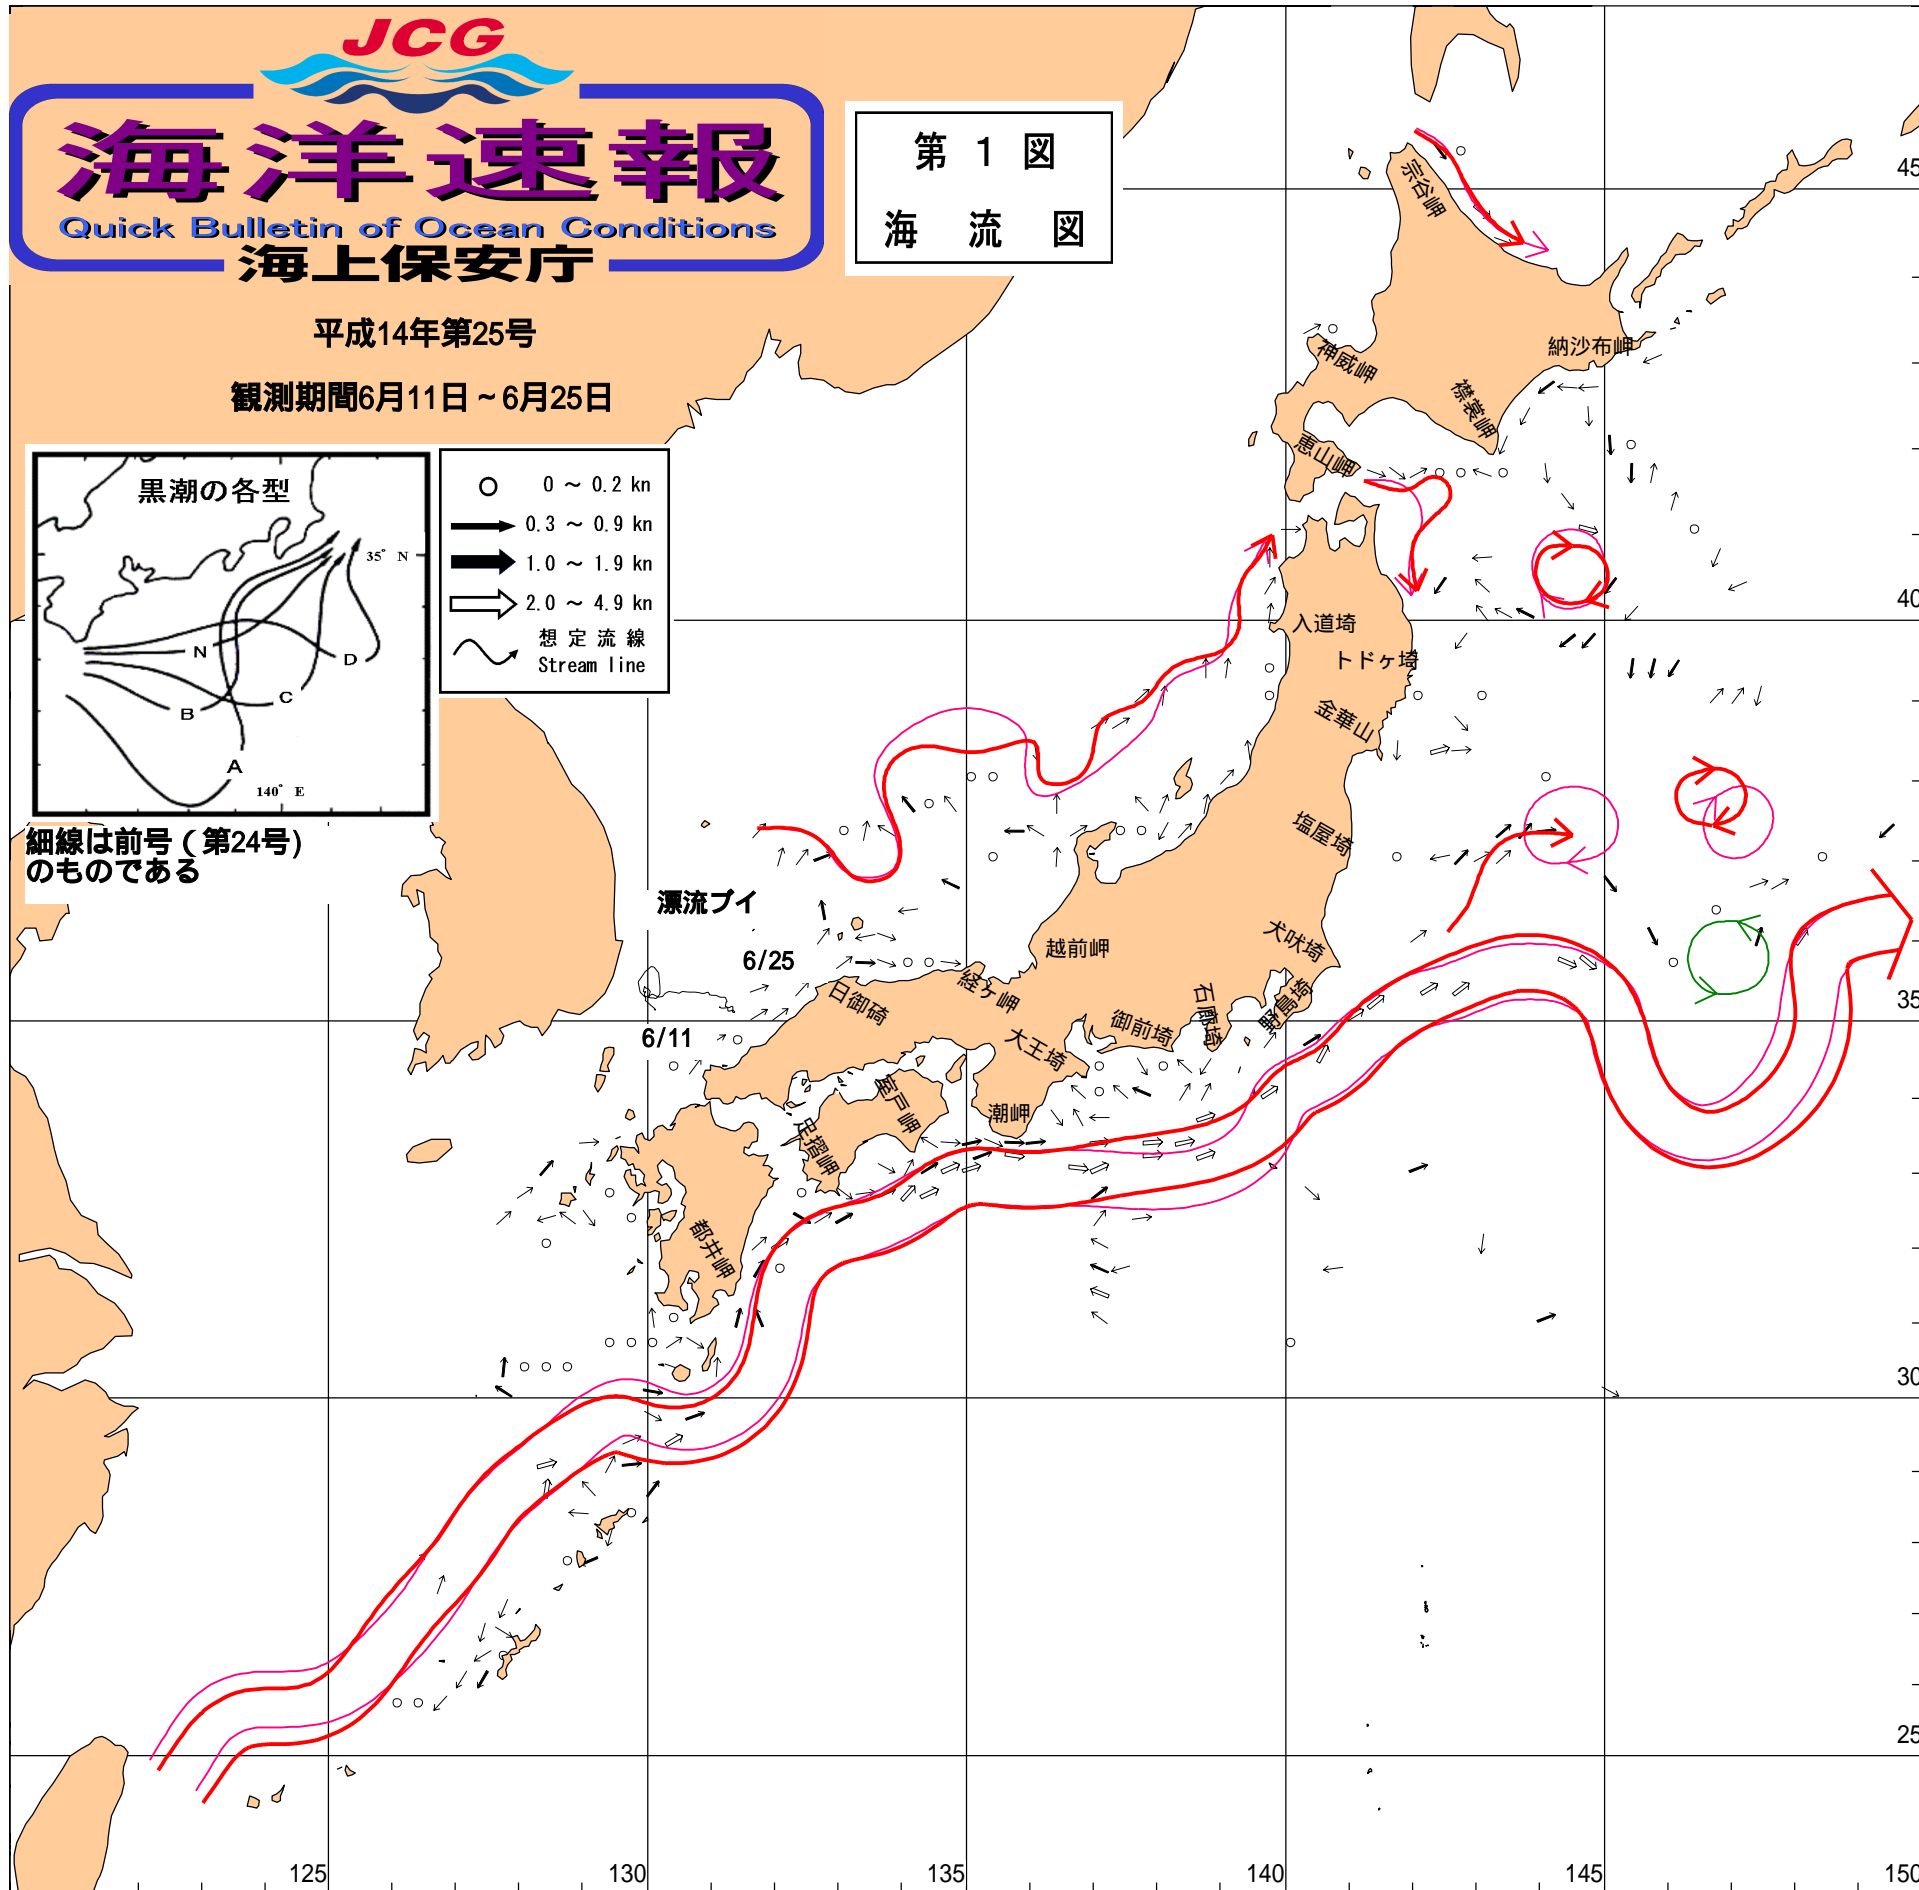 JCG
海洋速報
Quick Bulletin of Ocean Conditions
海上保安庁
平成14年第25号
観測期間6月11日～6月25日
第 1 図
海 流 図
黒潮の各型
35° N
N
D
C
B
A
140° E
0 ～ 0.2 kn
0.3 ～ 0.9 kn
1.0 ～ 1.9 kn
2.0 ～ 4.9 kn
想 定 流 線
Stream line
細線は前号（第24号)
のものである
漂流ブイ
6/25
6/11
宗谷岬
納沙布岬
神威岬
襟裳岬
恵山岬
入道埼
トドヶ埼
金華山
塩屋埼
犬吠埼
越前岬
経ヶ岬
日御碕
石廊埼
野島埼
御前埼
大王埼
潮岬
室戸岬
足摺岬
都井岬
45
40
35
30
25
125
130
135
140
145
150